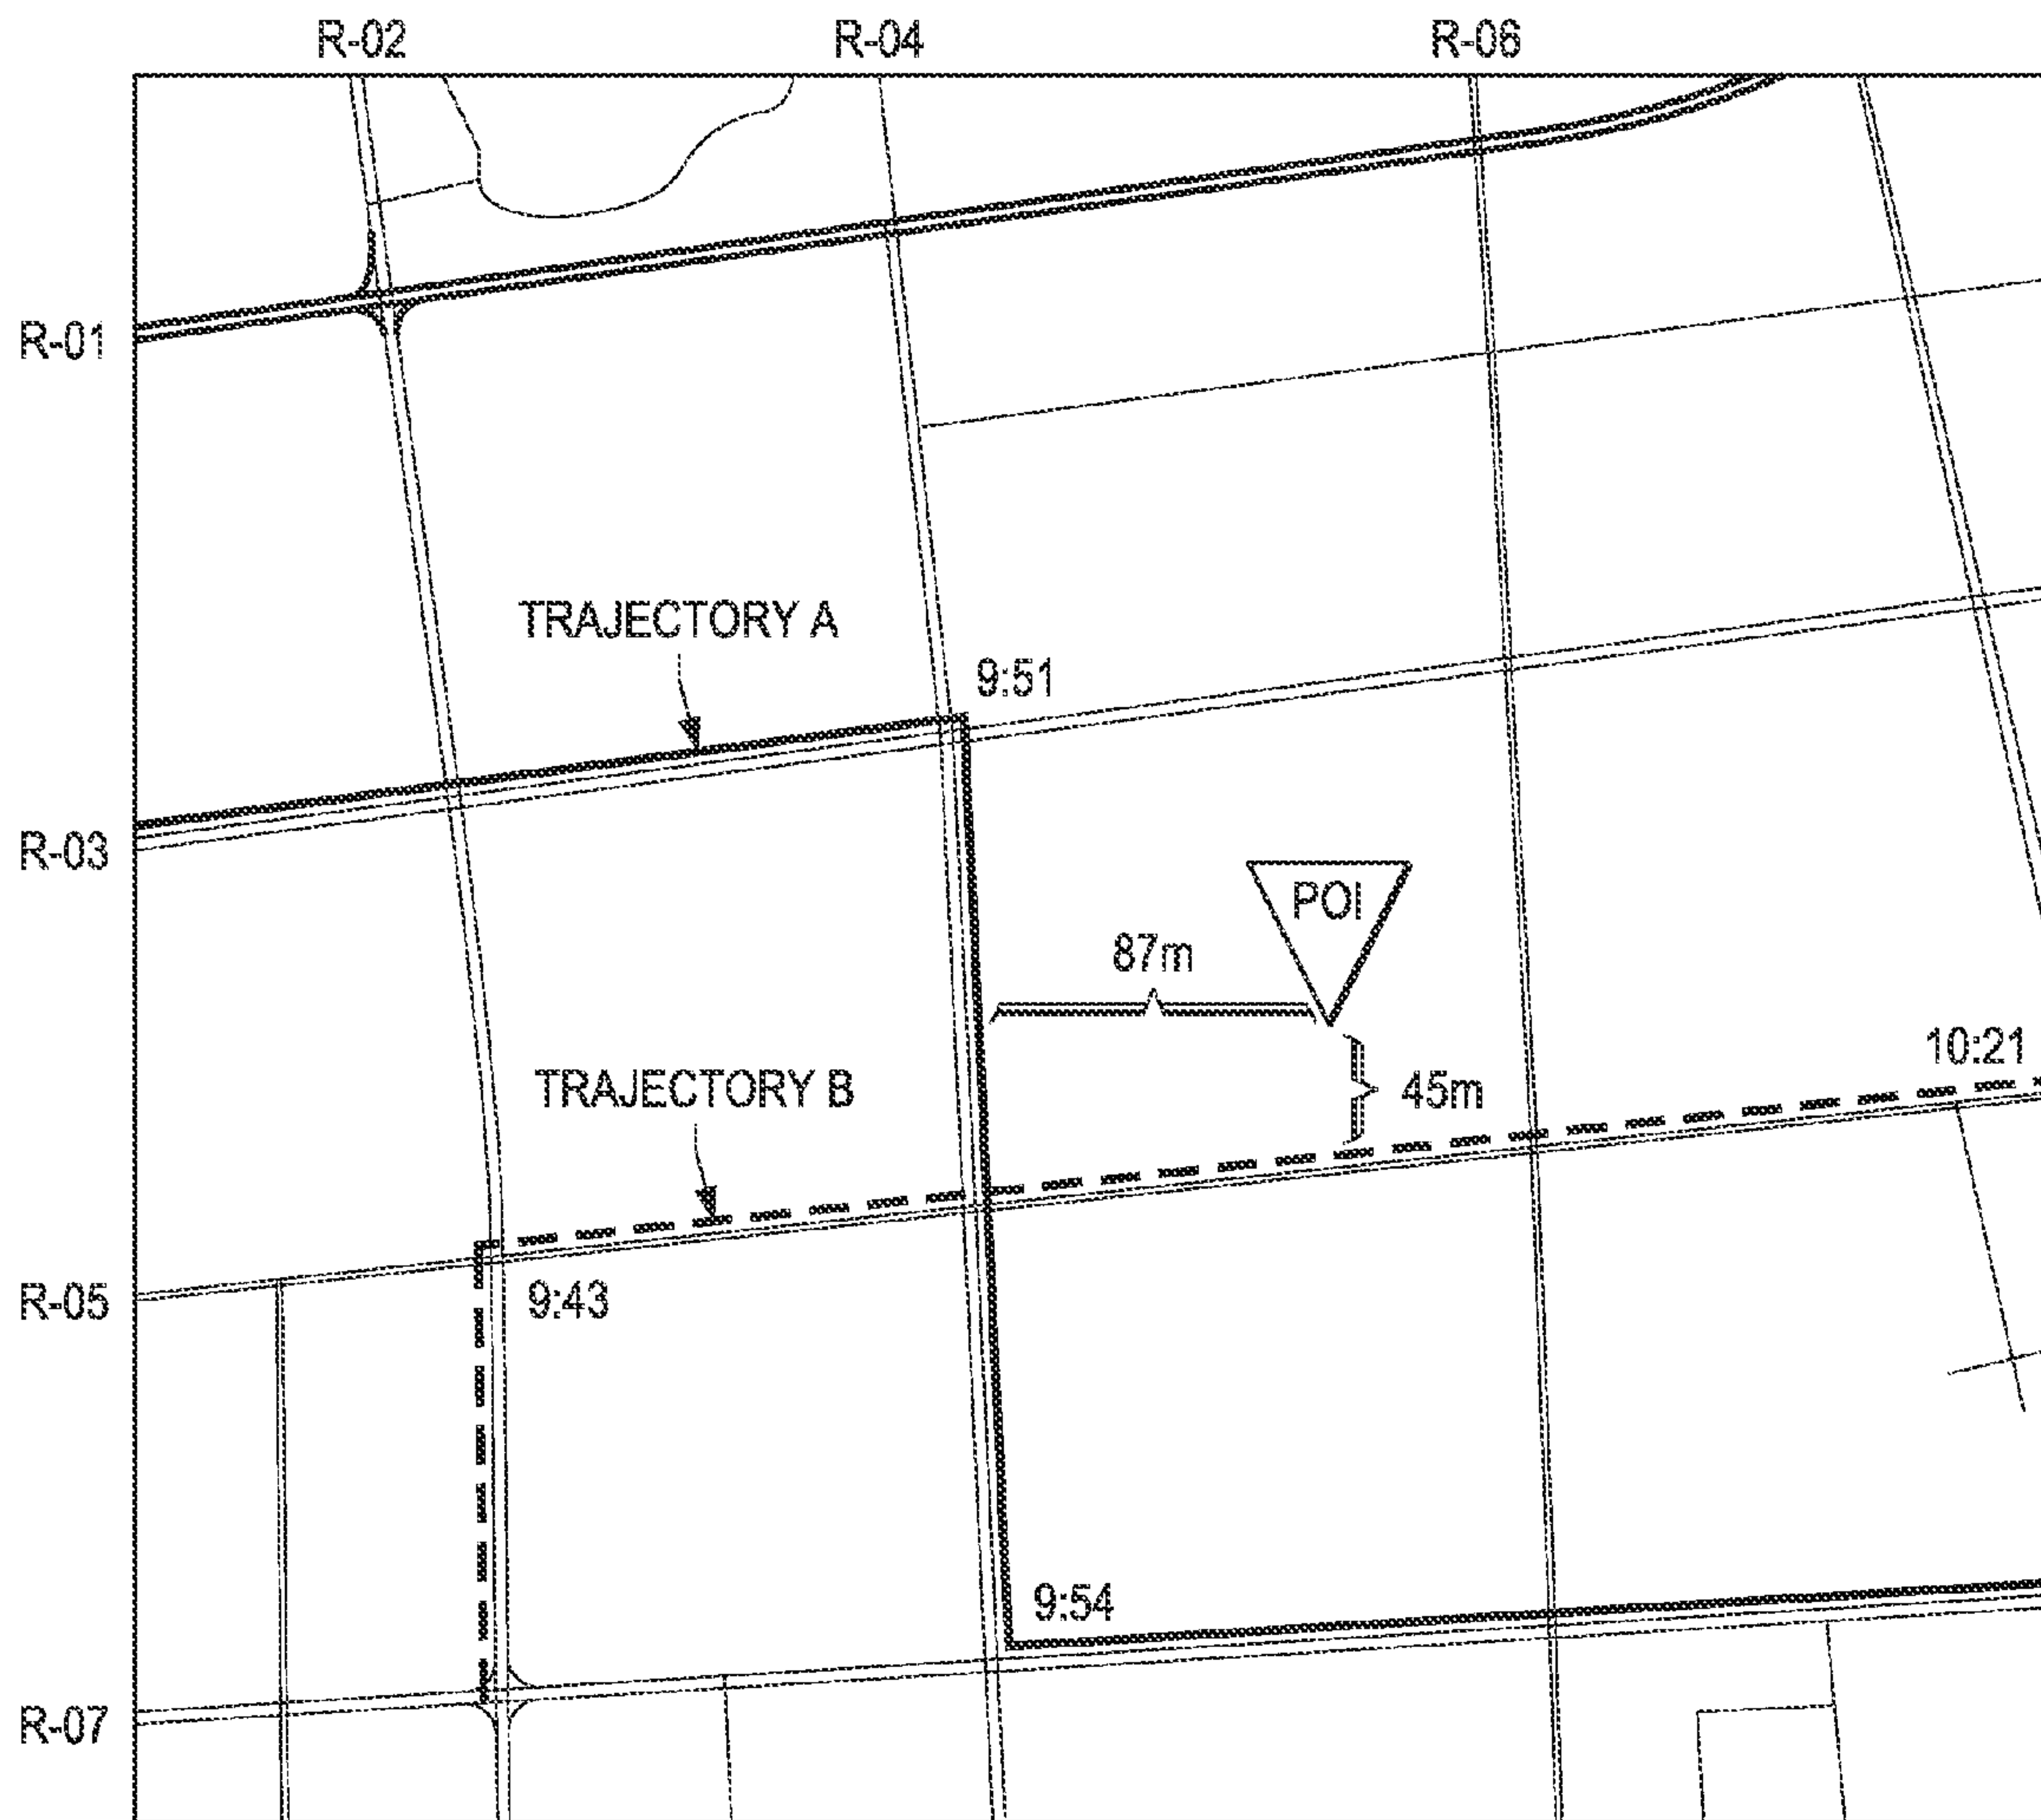 R-02
R-04
R-06
R-01
TRAJECTORY A
9:51
R-03
POI
87m
10:21
TRAJECTORY B
45m
R-05
9:43
9:54
R-07